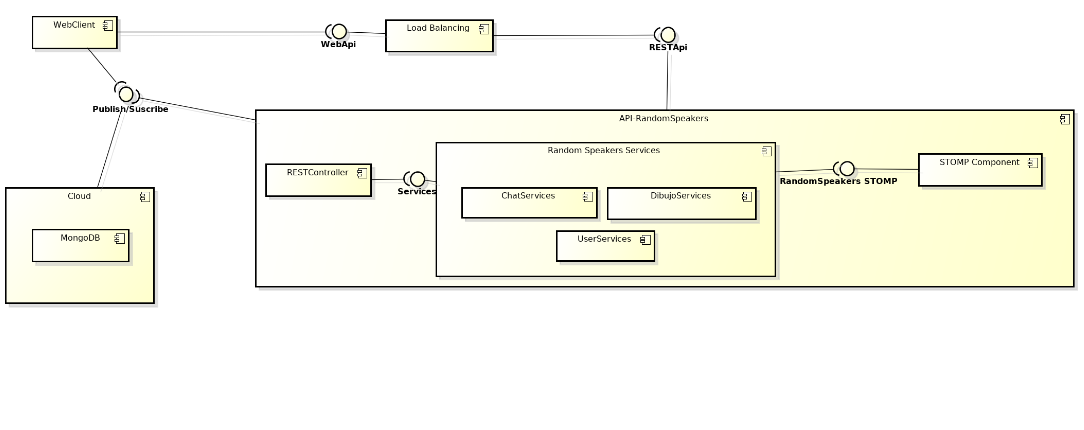 WebClient
Load Balancing
WebApi
RESTApi
Publish/Suscribe
API-RandomSpeakers
Random Speakers Services
STOMP Component
RESTController
Services
RandomSpeakers STOMP
ChatServices
DibujoServices
UserServices
Cloud
MongoDB